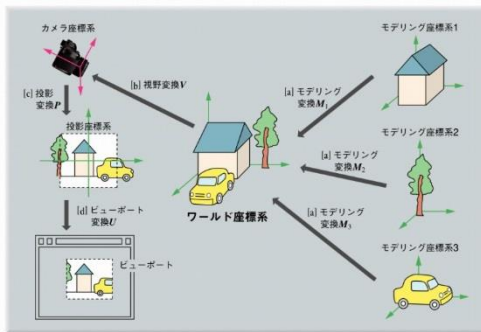 カメラ座標系
モデリング座標系1
[b] 視野変換V
[a] モデリング
変換M1
[c] 投影
変換P
投影座標系
モデリング座標系2
[a] モデリング
変換M2
[d] ビューポート
変換U
ワールド座標系
[a] モデリング
変換M3
モデリング座標系3
ビューポート